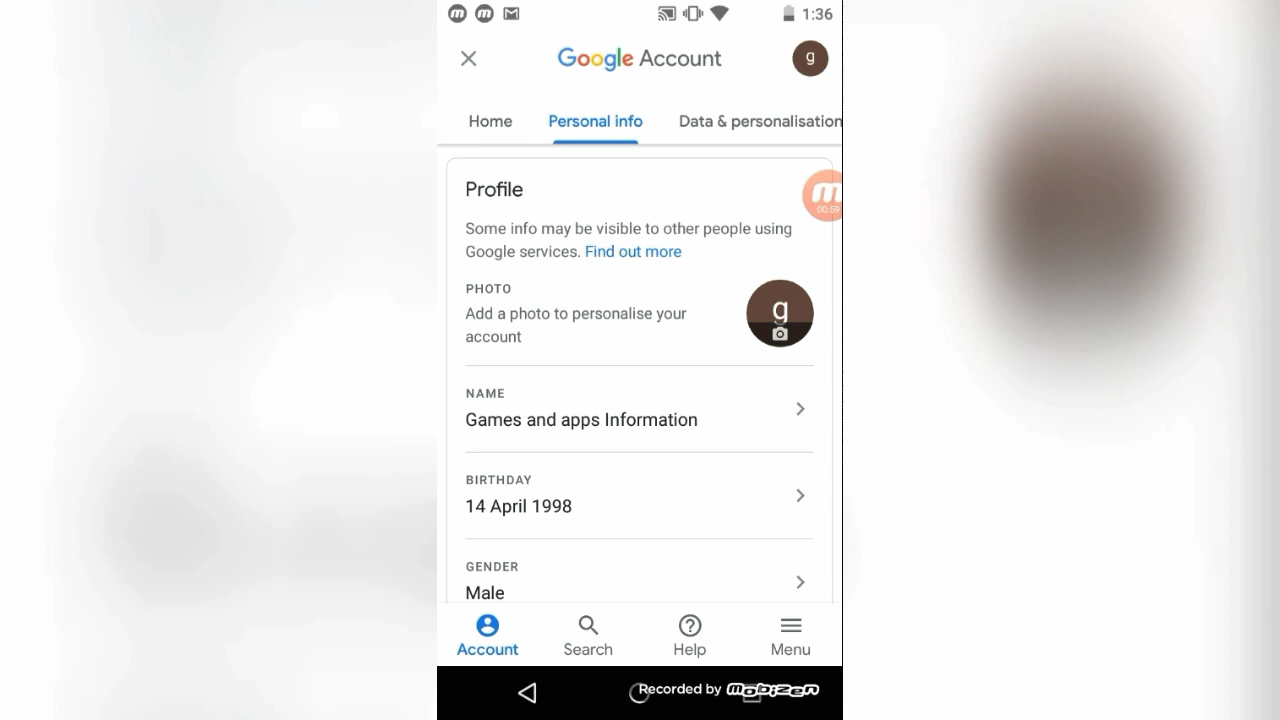 1:36
Google Account
g
Home
Personal info
Data & personalisation
Profile
m
00:59
Some info may be visible to other people using
Google services. Find out more
PHOTO
Add a photo to personalise your
account
g
NAME
Games and apps Information
BIRTHDAY
14 April 1998
GENDER
Male
Account
Search
Help
Menu
Recorded by mobizen